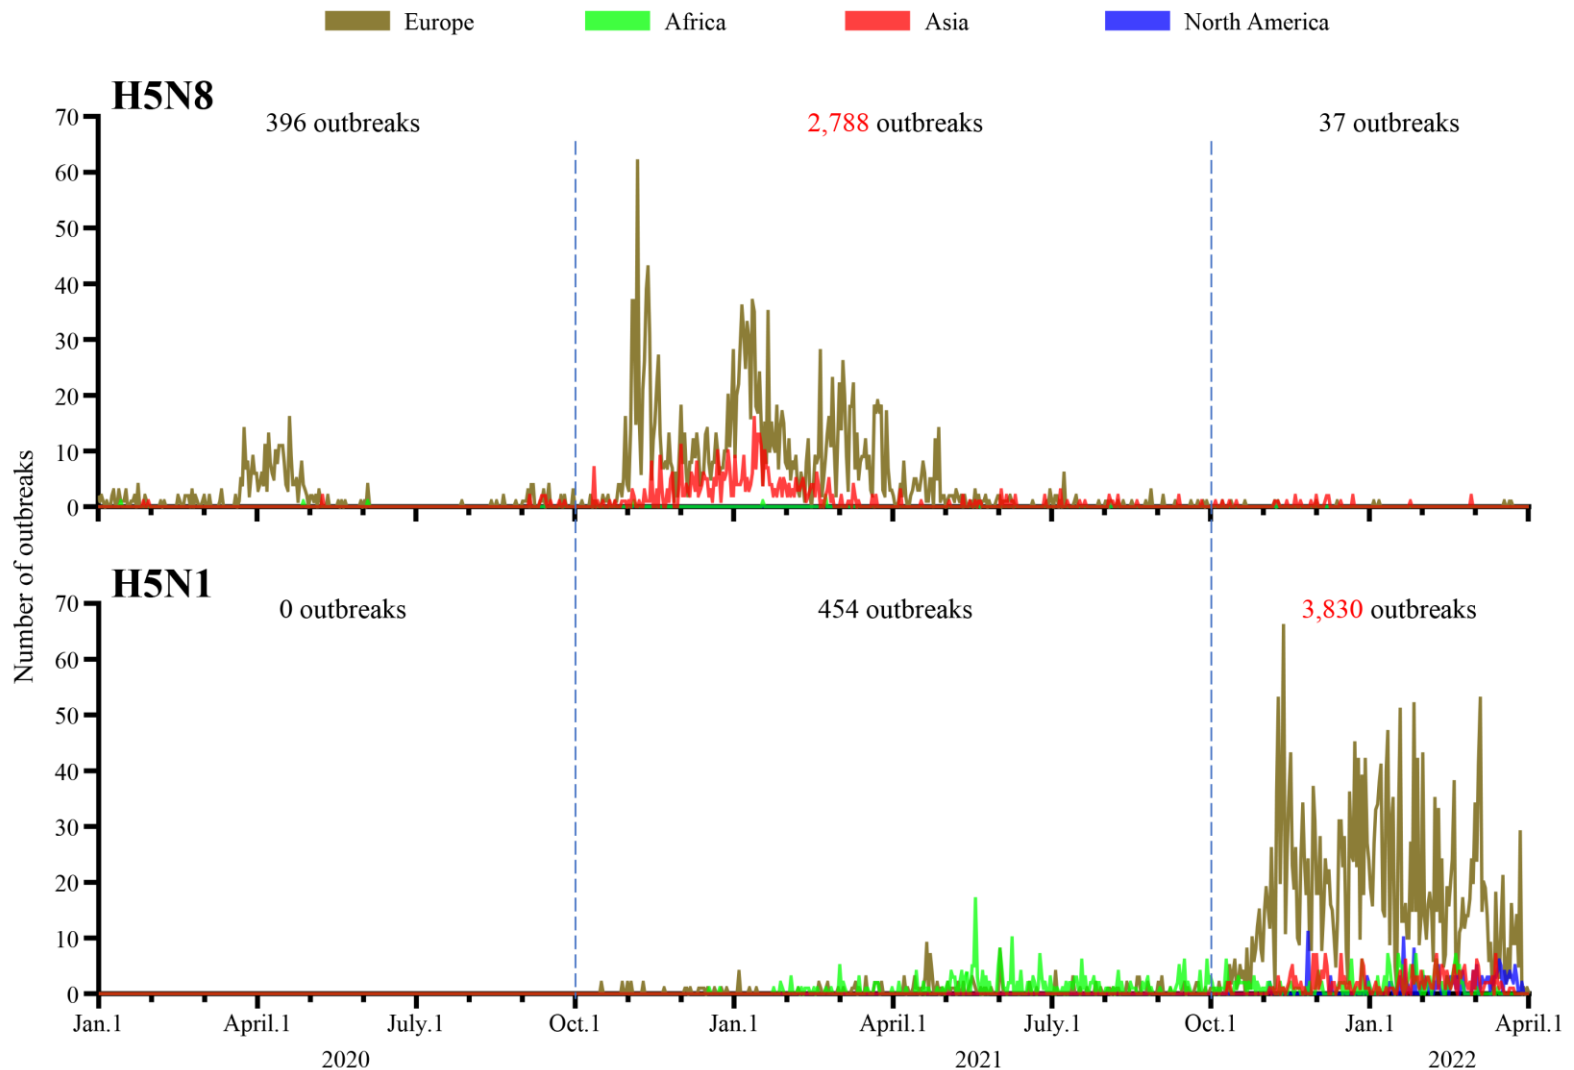 Europe Africa Asia North America
H5N8
396 outbreaks 2,788 outbreaks 37 outbreaks
70
60
50
40
30
20
10
0
Number of outbreaks
H5N1
0 outbreaks 454 outbreaks 3,830 outbreaks
70
60
50
40
30
20
10
0
Jan.1 April.1 July.1 Oct.1 Jan.1 April.1 July.1 Oct.1 Jan.1 April.1
2020 2021 2022